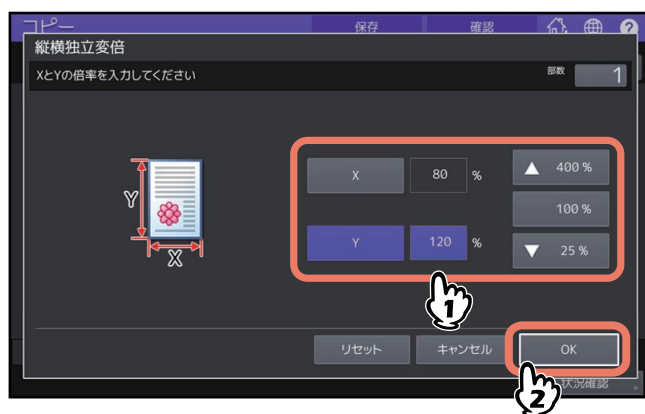 コピー 保存 確認 ?
縦横独立変倍
XとYの倍率を入力してください 部数 1
X 80 % ▲ 400 %
100 %
Y 120 % ▼ 25 %
Y
X
1
リセット キャンセル OK
状況確認
2